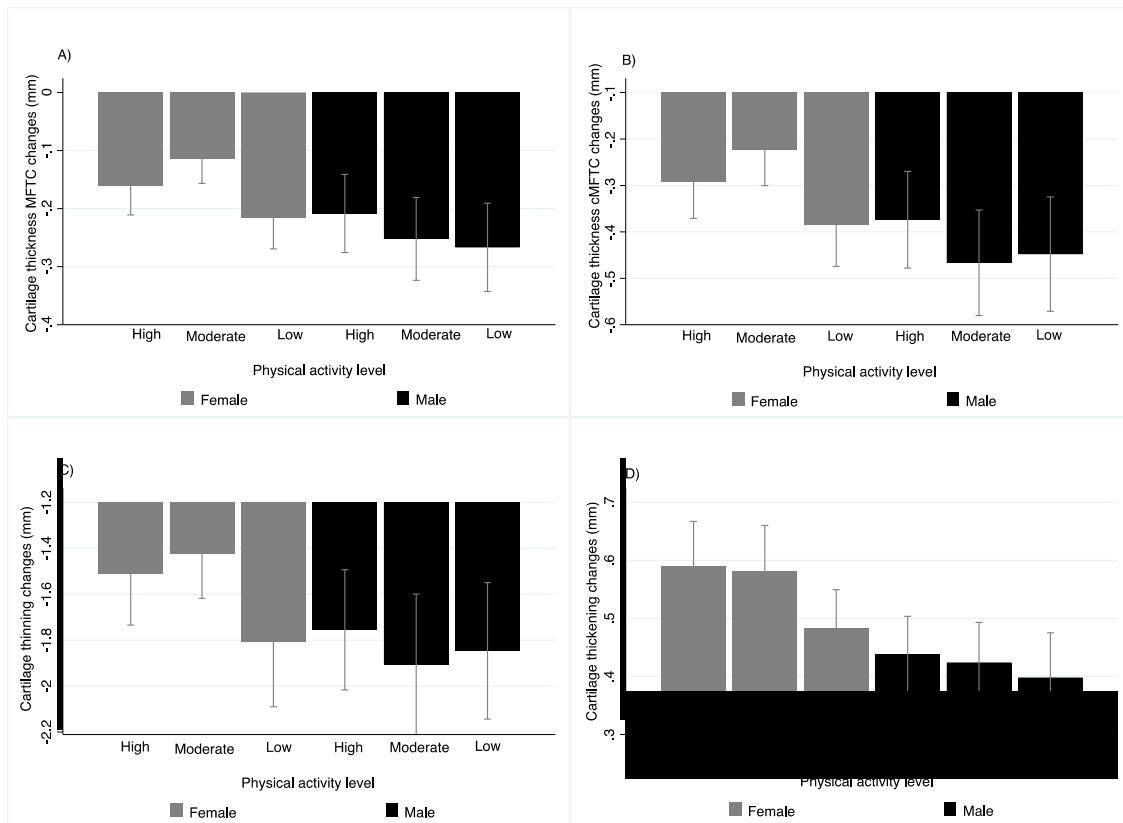 A)
Cartilage thickness MFTC changes (mm)
0
-.1
-.2
-.3
-.4
High Moderate Low High Moderate Low
Physical activity level
Female Male
B)
Cartilage thickness cMFTC changes (mm)
-.1
-.2
-.3
-.4
-.5
-.6
High Moderate Low High Moderate Low
Physical activity level
Female Male
C)
Cartilage thinning changes (mm)
-1.2
-1.4
-1.6
-1.8
-2
-2.2
High Moderate Low High Moderate Low
Physical activity level
Female Male
D)
Cartilage thickening changes (mm)
.7
.6
.5
.4
.3
Physical activity level
Female Male